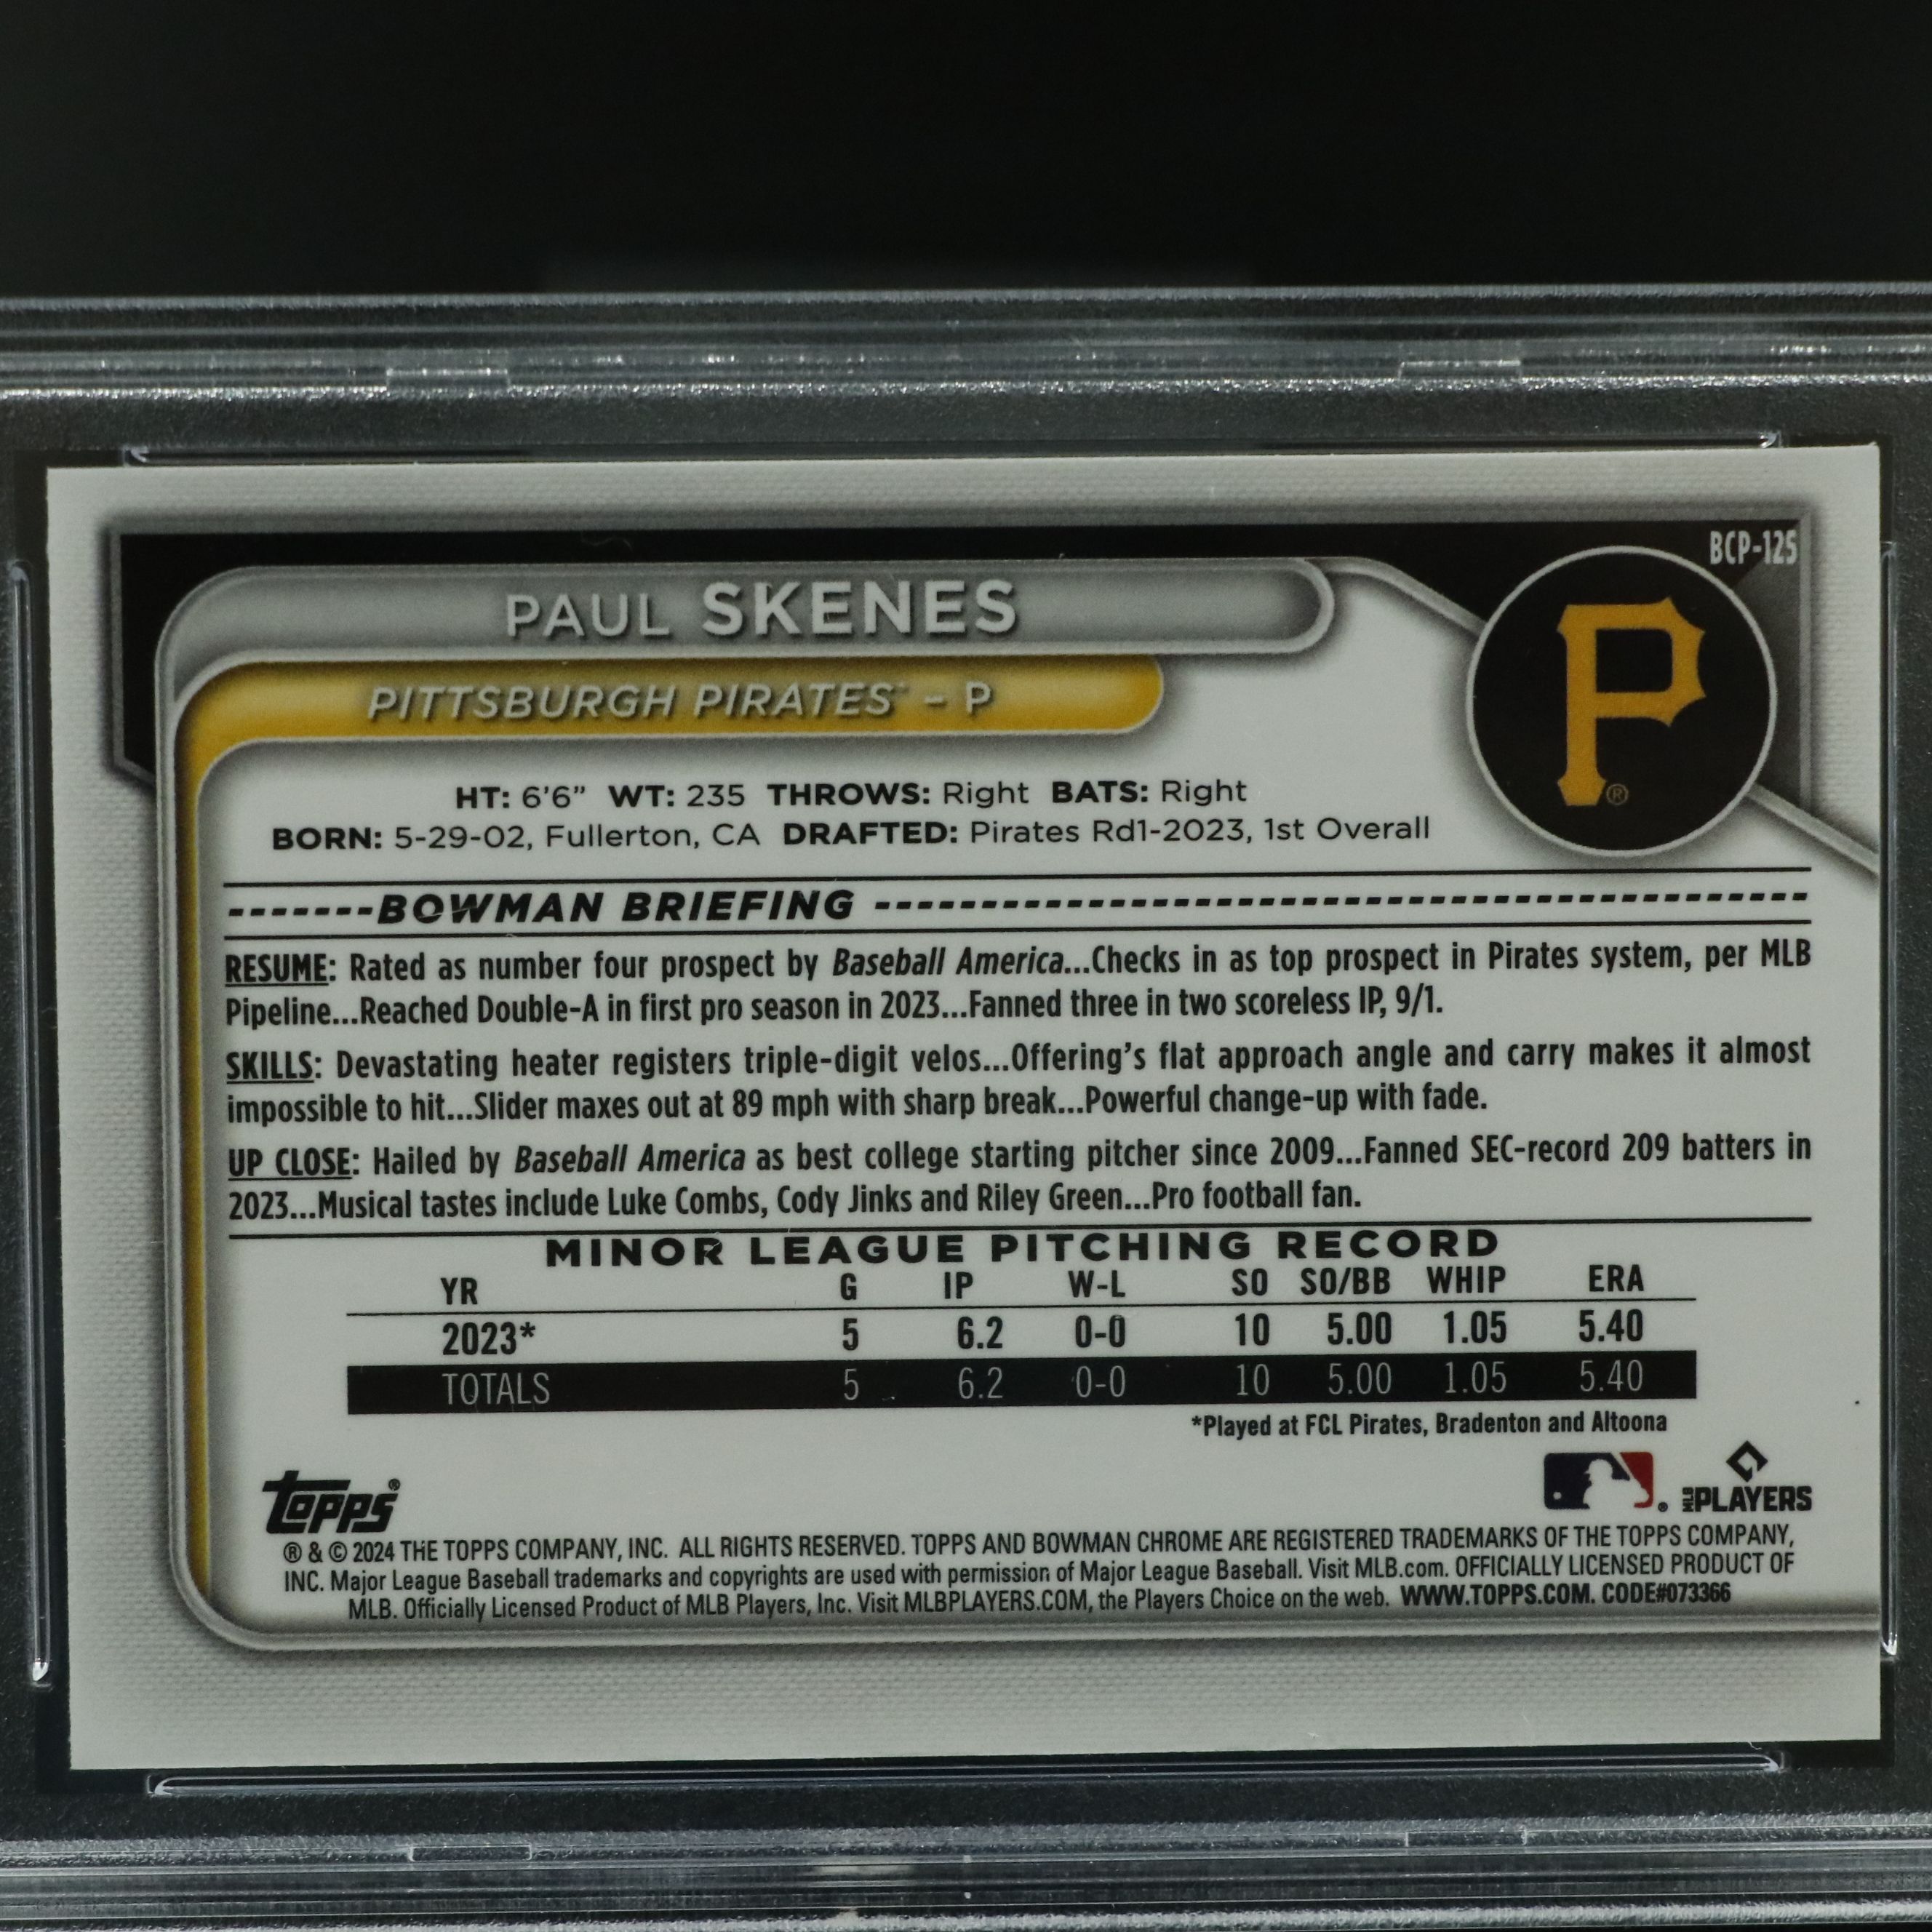 BCP-125
PAUL SKENES
PITTSBURGH PIRATES™ - P
P®
HT: 6'6" WT: 235 THROWS: Right BATS: Right
BORN: 5-29-02, Fullerton, CA DRAFTED: Pirates Rd1-2023, 1st Overall
BOWMAN BRIEFING
RESUME: Rated as number four prospect by Baseball America...Checks in as top prospect in Pirates system, per MLB
Pipeline...Reached Double-A in first pro season in 2023...Fanned three in two scoreless IP, 9/1.
SKILLS: Devastating heater registers triple-digit velos...Offering's flat approach angle and carry makes it almost
impossible to hit...Slider maxes out at 89 mph with sharp break...Powerful change-up with fade.
UP CLOSE: Hailed by Baseball America as best college starting pitcher since 2009...Fanned SEC-record 209 batters in
2023...Musical tastes include Luke Combs, Cody Jinks and Riley Green...Pro football fan.
MINOR LEAGUE PITCHING RECORD
YR G IP W-L SO SO/BB WHIP ERA
2023* 5 6.2 0-0 10 5.00 1.05 5.40
TOTALS 5 6.2 0-0 10 5.00 1.05 5.40
*Played at FCL Pirates, Bradenton and Altoona
Topps®
MLB PLAYERS
® & © 2024 THE TOPPS COMPANY, INC. ALL RIGHTS RESERVED. TOPPS AND BOWMAN CHROME ARE REGISTERED TRADEMARKS OF THE TOPPS COMPANY,
INC. Major League Baseball trademarks and copyrights are used with permission of Major League Baseball. Visit MLB.com. OFFICIALLY LICENSED PRODUCT OF
MLB. Officially Licensed Product of MLB Players, Inc. Visit MLBPLAYERS.COM, the Players Choice on the web. WWW.TOPPS.COM. CODE#073366